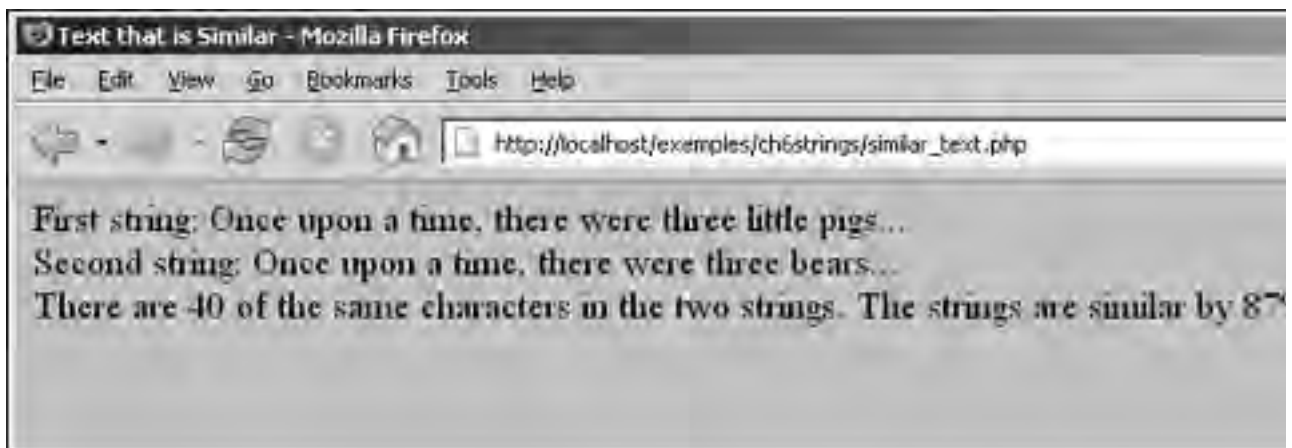 Text that is Similar - Mozilla Firefox
File Edit View Go Bookmarks Tools Help
http://localhost/exemples/ch6strings/similar_text.php
First string: Once upon a time, there were three little pigs...
Second string: Once upon a time, there were three bears...
There are 40 of the same characters in the two strings. The strings are similar by 87%